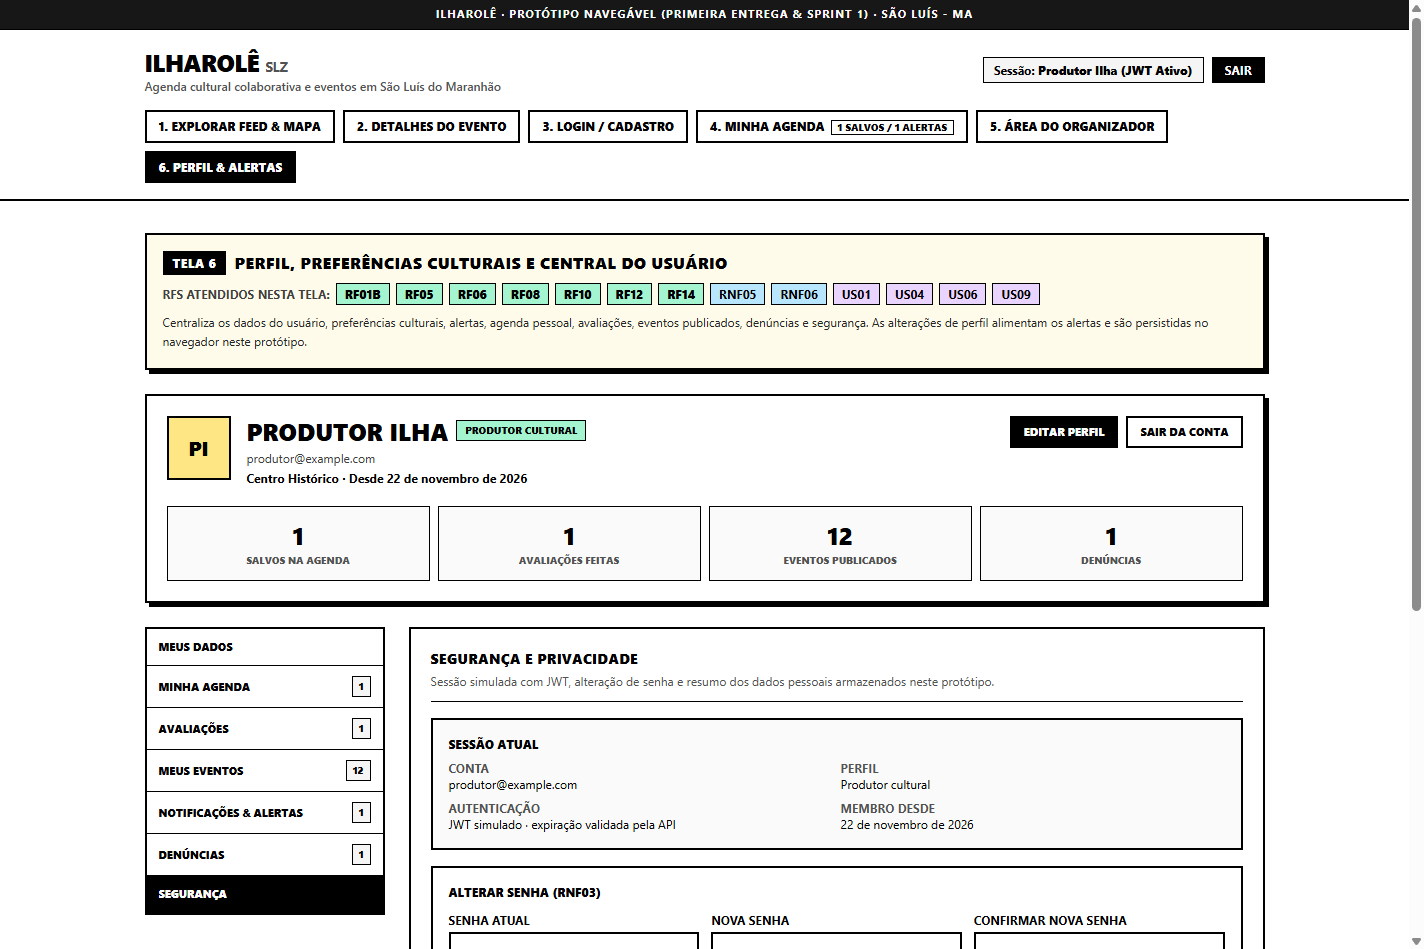 ILHAROLÊ · PROTÓTIPO NAVEGÁVEL (PRIMEIRA ENTREGA & SPRINT 1) · SÃO LUÍS - MA
ILHAROLÊ SLZ
Agenda cultural colaborativa e eventos em São Luís do Maranhão
Sessão: Produtor Ilha (JWT Ativo)
SAIR
1. EXPLORAR FEED & MAPA
2. DETALHES DO EVENTO
3. LOGIN / CADASTRO
4. MINHA AGENDA 1 SALVOS / 1 ALERTAS
5. ÁREA DO ORGANIZADOR
6. PERFIL & ALERTAS
TELA 6 PERFIL, PREFERÊNCIAS CULTURAIS E CENTRAL DO USUÁRIO
RFS ATENDIDOS NESTA TELA: RF01B RF05 RF06 RF08 RF10 RF12 RF14 RNF05 RNF06 US01 US04 US06 US09
Centraliza os dados do usuário, preferências culturais, alertas, agenda pessoal, avaliações, eventos publicados, denúncias e segurança. As alterações de perfil alimentam os alertas e são persistidas no
navegador neste protótipo.
PI
PRODUTOR ILHA PRODUTOR CULTURAL
produtor@example.com
Centro Histórico · Desde 22 de novembro de 2026
EDITAR PERFIL
SAIR DA CONTA
1
SALVOS NA AGENDA
1
AVALIAÇÕES FEITAS
12
EVENTOS PUBLICADOS
1
DENÚNCIAS
MEUS DADOS
MINHA AGENDA 1
AVALIAÇÕES 1
MEUS EVENTOS 12
NOTIFICAÇÕES & ALERTAS 1
DENÚNCIAS 1
SEGURANÇA
SEGURANÇA E PRIVACIDADE
Sessão simulada com JWT, alteração de senha e resumo dos dados pessoais armazenados neste protótipo.
SESSÃO ATUAL
CONTA
produtor@example.com
PERFIL
Produtor cultural
AUTENTICAÇÃO
JWT simulado · expiração validada pela API
MEMBRO DESDE
22 de novembro de 2026
ALTERAR SENHA (RNF03)
SENHA ATUAL
NOVA SENHA
CONFIRMAR NOVA SENHA